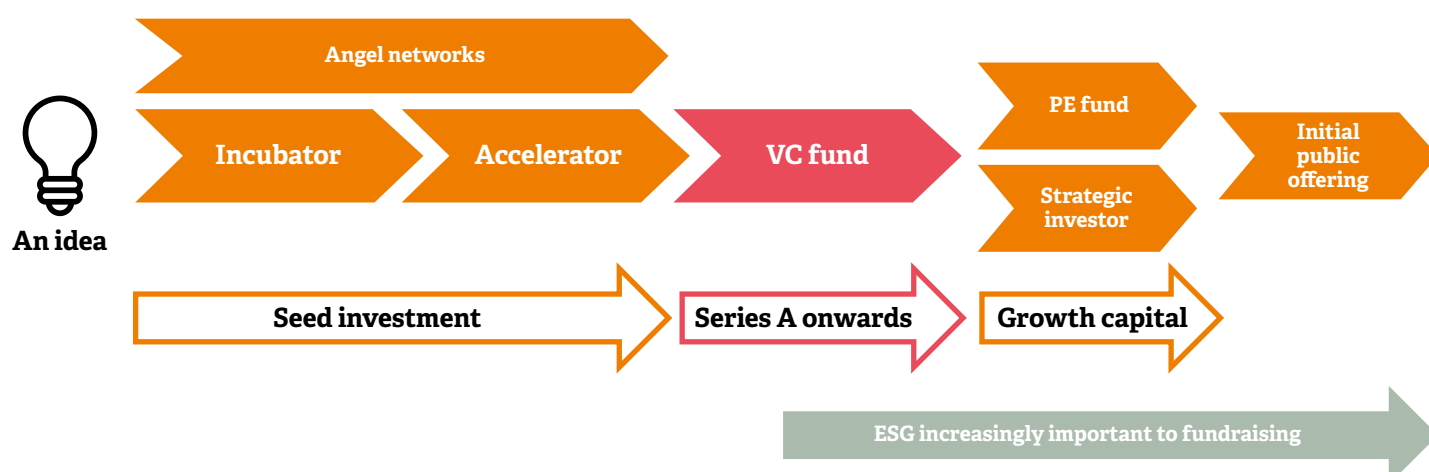 Angel networks
An idea
Incubator
Accelerator
VC fund
PE fund
Strategic
investor
Initial
public
offering
Seed investment
Series A onwards
Growth capital
ESG increasingly important to fundraising